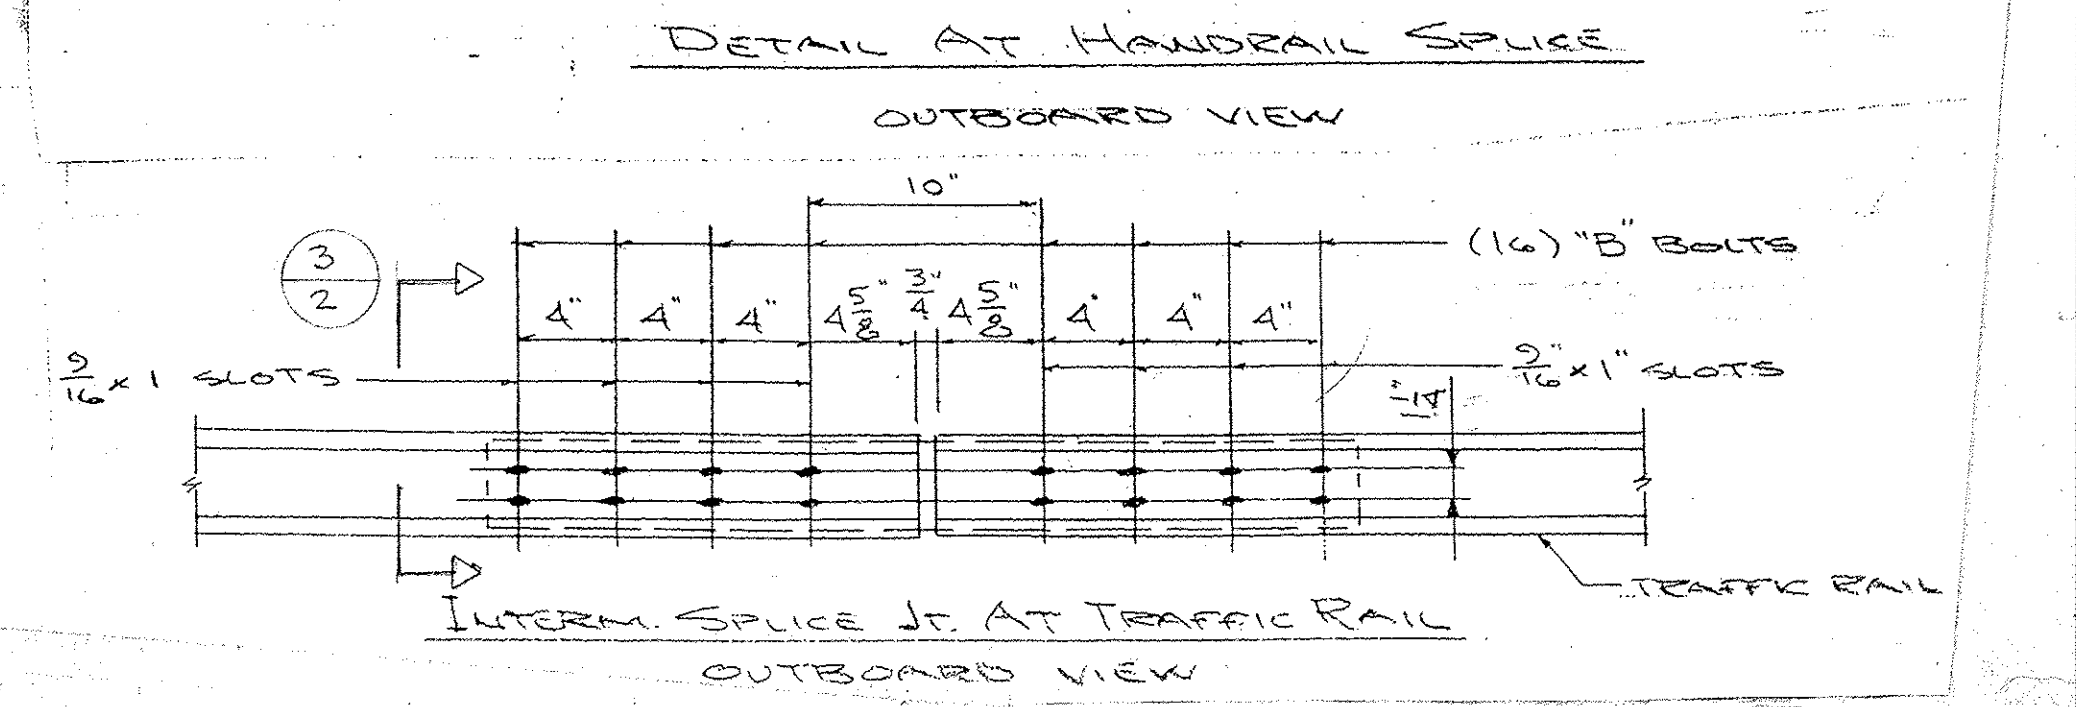 DETAIL AT HANDRAIL SPLICE
OUTBOARD VIEW
10"
3
2
(16) "B" BOLTS
4" 4" 4" 4 5/8" 3/4" 4 5/8" 4" 4" 4"
9/16 x 1 SLOTS
9/16" x 1" SLOTS
TRAFFIC RAIL
INTERM. SPLICE JT. AT TRAFFIC RAIL
OUTBOARD VIEW